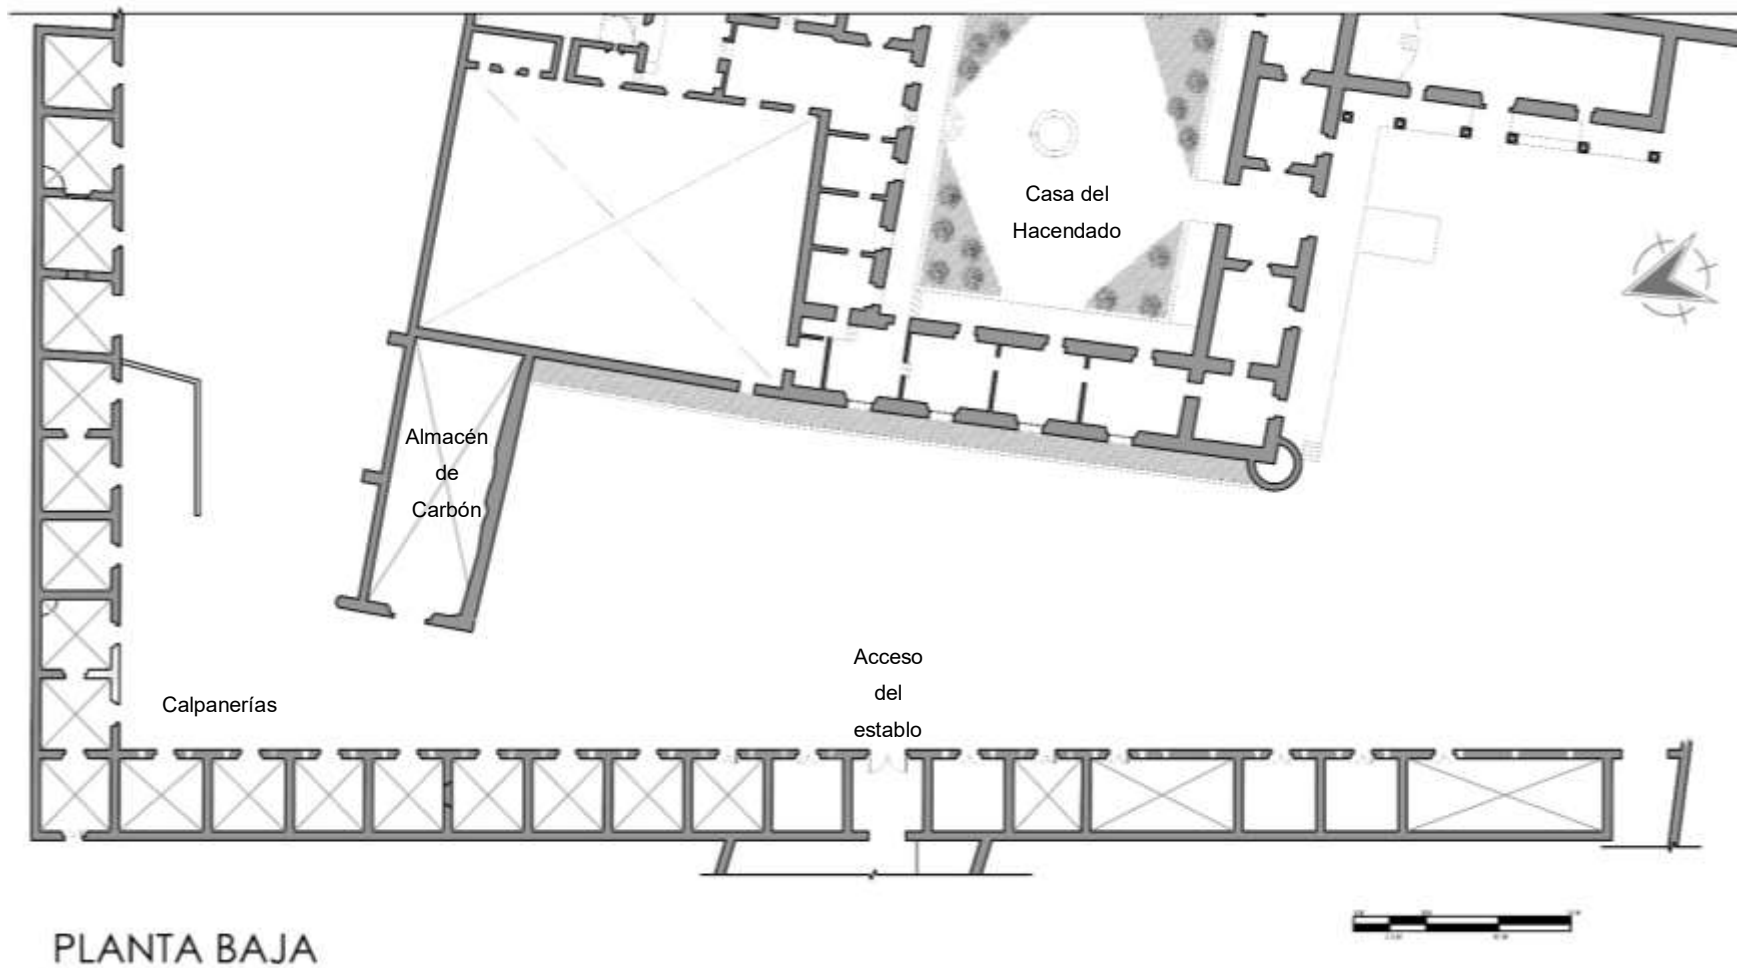 Casa del
Hacendado
Almacén
de
Carbón
Acceso
del
establo
Calpanerías
PLANTA BAJA